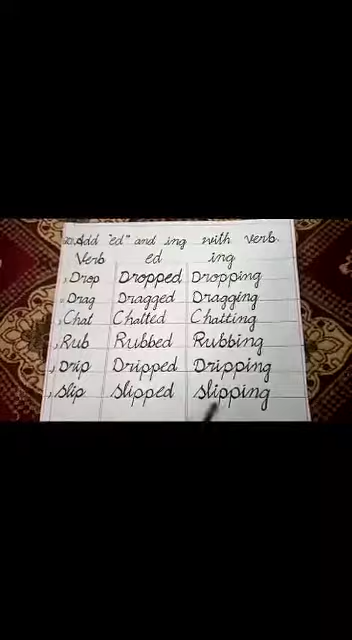 Add "ed" and ing with verb.
Verb ed ing
Drop Dropped Dropping
Drag Dragged Dragging
Chat Chatted Chatting
Rub Rubbed Rubbing
Drip Dripped Dripping
Slip Slipped Slipping